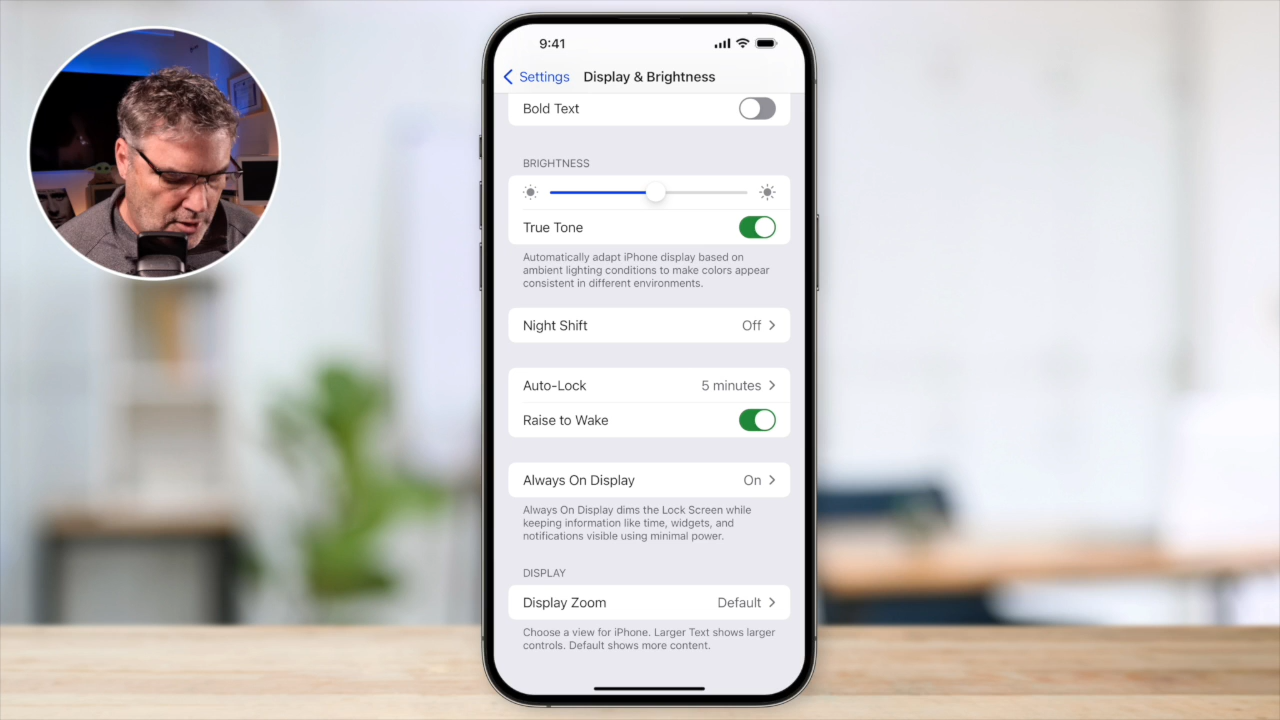 9:41
Settings Display & Brightness
Bold Text
BRIGHTNESS
True Tone
Automatically adapt iPhone display based on
ambient lighting conditions to make colors appear
consistent in different environments.
Night Shift Off
Auto-Lock 5 minutes
Raise to Wake
Always On Display On
Always On Display dims the Lock Screen while
keeping information like time, widgets, and
notifications visible using minimal power.
DISPLAY
Display Zoom Default
Choose a view for iPhone. Larger Text shows larger
controls. Default shows more content.